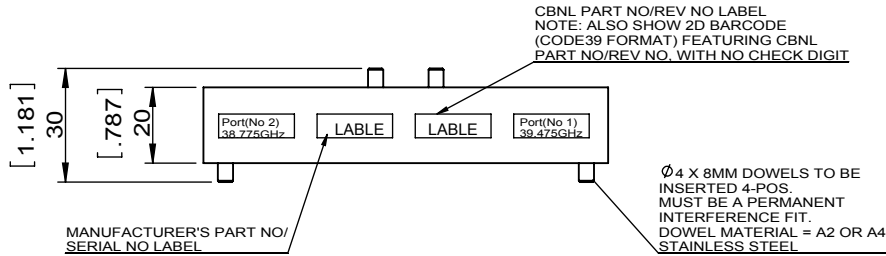 CBNL PART NO/REV NO LABEL
NOTE: ALSO SHOW 2D BARCODE
(CODE39 FORMAT) FEATURING CBNL
PART NO/REV NO, WITH NO CHECK DIGIT
[1.181]
30
[.787]
20
Port(No 2)
38.775GHz
LABLE
LABLE
Port(No 1)
39.475GHz
MANUFACTURER'S PART NO/
SERIAL NO LABEL
Ø4 X 8MM DOWELS TO BE
INSERTED 4-POS.
MUST BE A PERMANENT
INTERFERENCE FIT.
DOWEL MATERIAL = A2 OR A4
STAINLESS STEEL